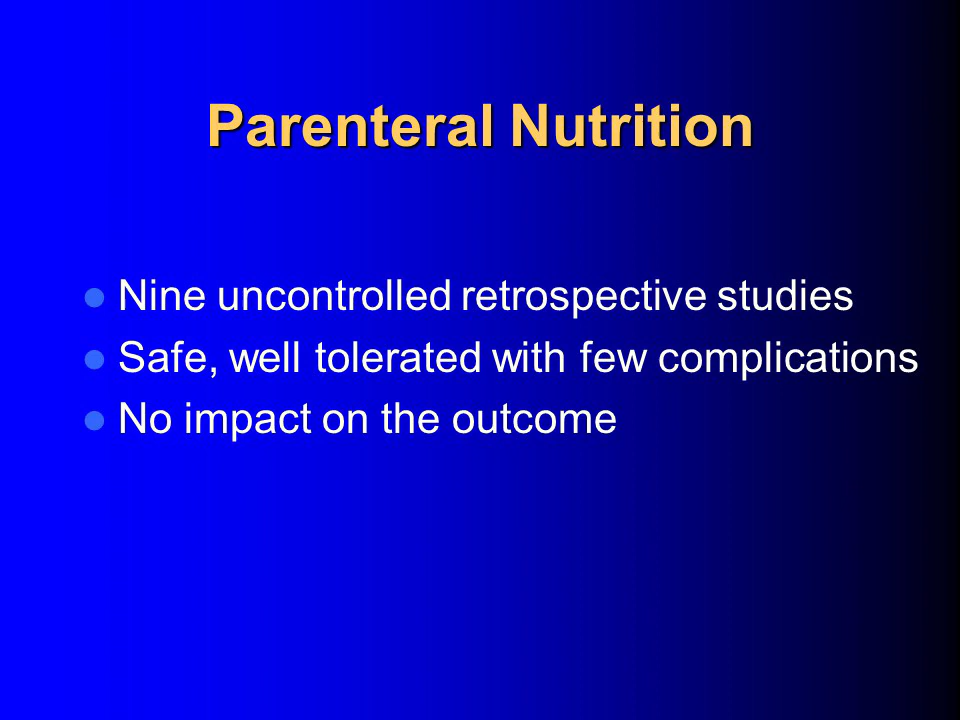 Parenteral Nutrition
Nine uncontrolled retrospective studies
Safe, well tolerated with few complications
No impact on the outcome